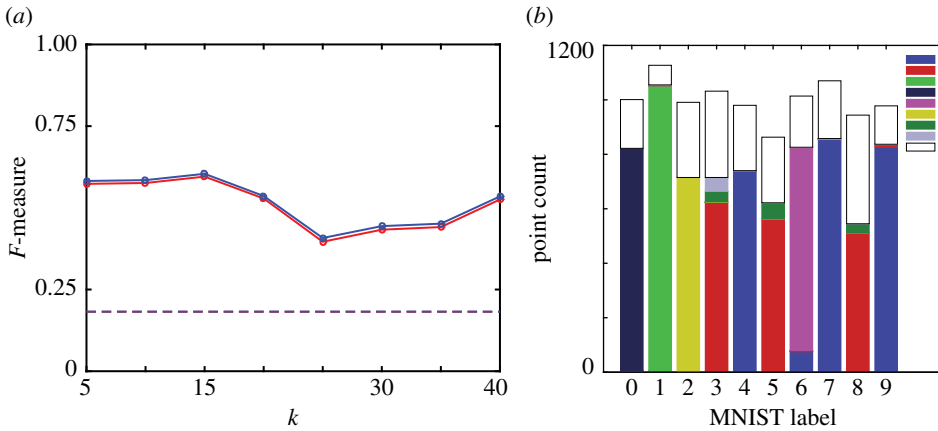 (a)
1.00
0.75
F-measure
0.25
0
5 15 30 40
k
(b)
1200
point count
0
0 1 2 3 4 5 6 7 8 9
MNIST label